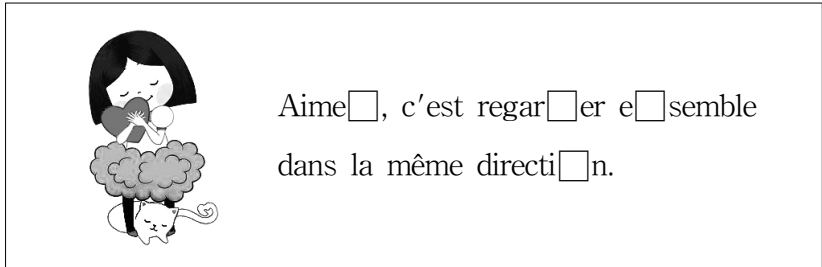 Aime□, c′est regar□er e□semble
dans la même directi□n.